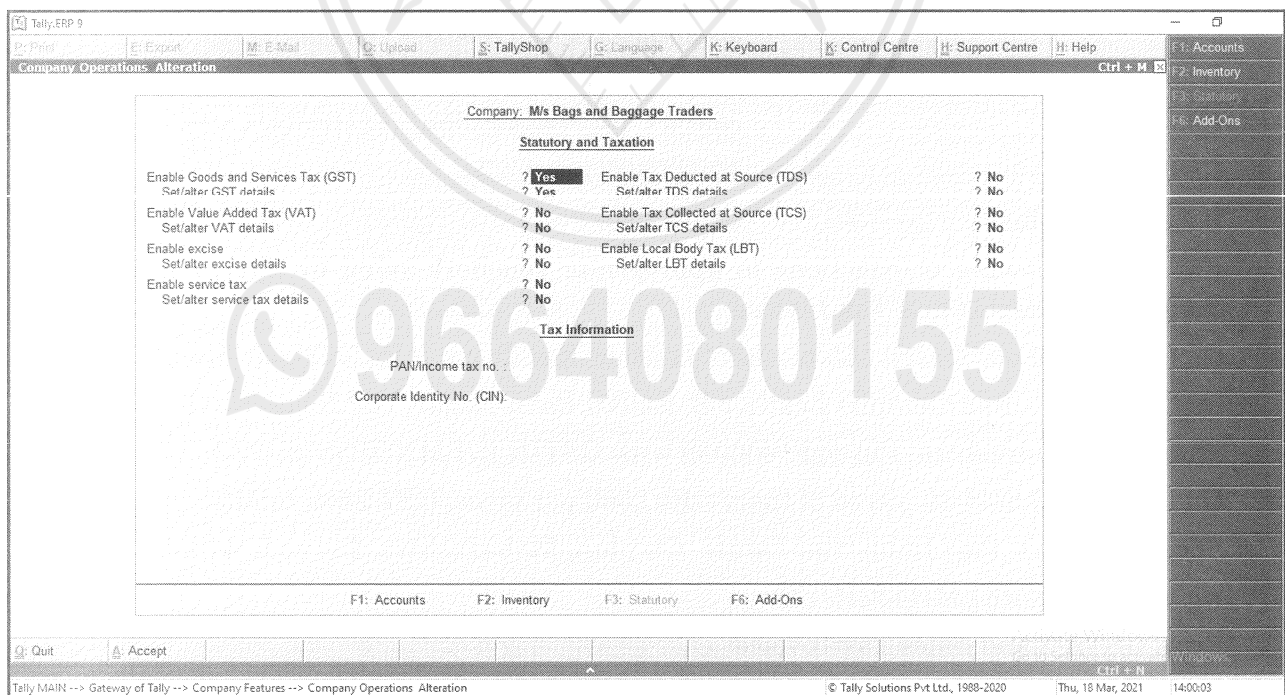 Tally.ERP 9
P: Print E: Export M: E-Mail O: Upload S: TallyShop G: Language K: Keyboard K: Control Centre H: Support Centre H: Help F1: Accounts
Company Operations Alteration Ctrl + M
F2: Inventory
F3: Statutory
F6: Add-Ons
Company: M/s Bags and Baggage Traders
Statutory and Taxation
Enable Goods and Services Tax (GST) ? Yes Enable Tax Deducted at Source (TDS) ? No
Set/alter GST details ? Yes Set/alter TDS details ? No
Enable Value Added Tax (VAT) ? No Enable Tax Collected at Source (TCS) ? No
Set/alter VAT details ? No Set/alter TCS details ? No
Enable excise ? No Enable Local Body Tax (LBT) ? No
Set/alter excise details ? No Set/alter LBT details ? No
Enable service tax ? No
Set/alter service tax details ? No
Tax Information
9664080155
PAN/Income tax no. :
Corporate Identity No. (CIN):
F1: Accounts F2: Inventory F3: Statutory F6: Add-Ons
Q: Quit A: Accept
Ctrl + N
Tally MAIN --> Gateway of Tally --> Company Features --> Company Operations Alteration © Tally Solutions Pvt Ltd., 1988-2020 Thu, 18 Mar, 2021 14:00:03